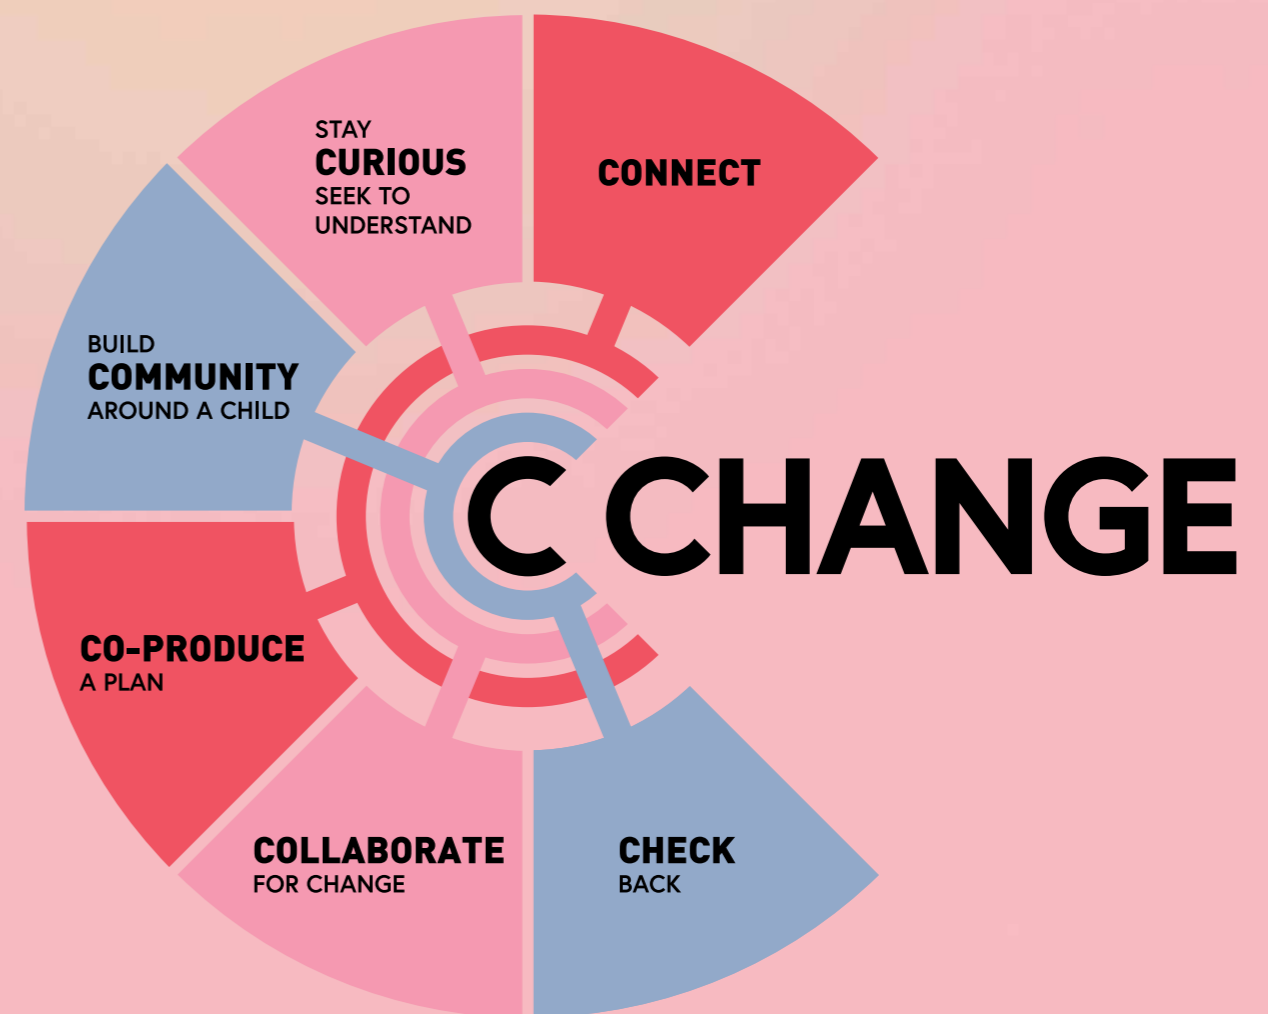 CONNECT
STAY
CURIOUS
SEEK TO
UNDERSTAND
BUILD
COMMUNITY
AROUND A CHILD
CO-PRODUCE
A PLAN
COLLABORATE
FOR CHANGE
CHECK
BACK
C CHANGE